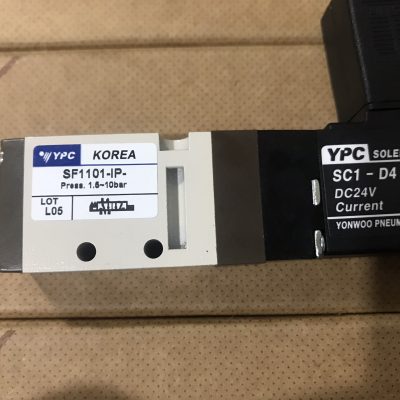 YPC KOREA
SF1101-IP-
Press. 1.5~10bar
LOT
L05
YPC SOLE
SC1 - D4
DC24V
Current
YONWOO PNEUM